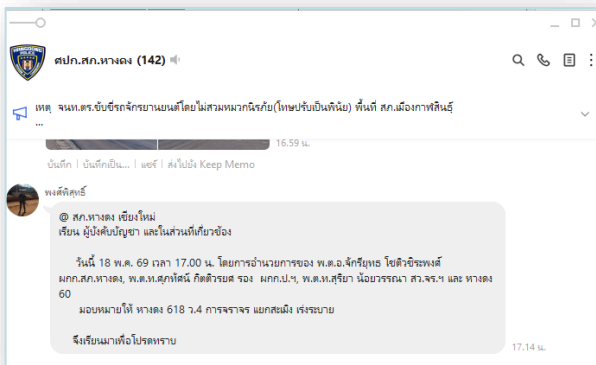 ศปก.สภ.หางดง (142)
เหตุ จนท.ตร.ขับขี่รถจักรยานยนต์โดยไม่สวมหมวกนิรภัย(โทษปรับเป็นพินัย) พื้นที่ สภ.เมืองกาฬสินธุ์
...
16.59 น.
บันทึก | บันทึกเป็น... | แชร์ | ส่งไปยัง Keep Memo
พงศ์พิสุทธิ์
@ สภ.หางดง เชียงใหม่
เรียน ผู้บังคับบัญชา และในส่วนที่เกี่ยวข้อง
วันนี้ 18 พ.ค. 69 เวลา 17.00 น. โดยการอำนวยการของ พ.ต.อ.จักรียุทธ โชติวชิระพงศ์
ผกก.สภ.หางดง, พ.ต.ท.ศุภทัศน์ กิตติวรยศ รอง ผกก.ป.ฯ, พ.ต.ท.สุริยา น้อยวรรณา สว.จร.ฯ และ หางดง
60
มอบหมายให้ หางดง 618 ว.4 การจราจร แยกสะเมิง เร่งระบาย
จึงเรียนมาเพื่อโปรดทราบ
17.14 น.